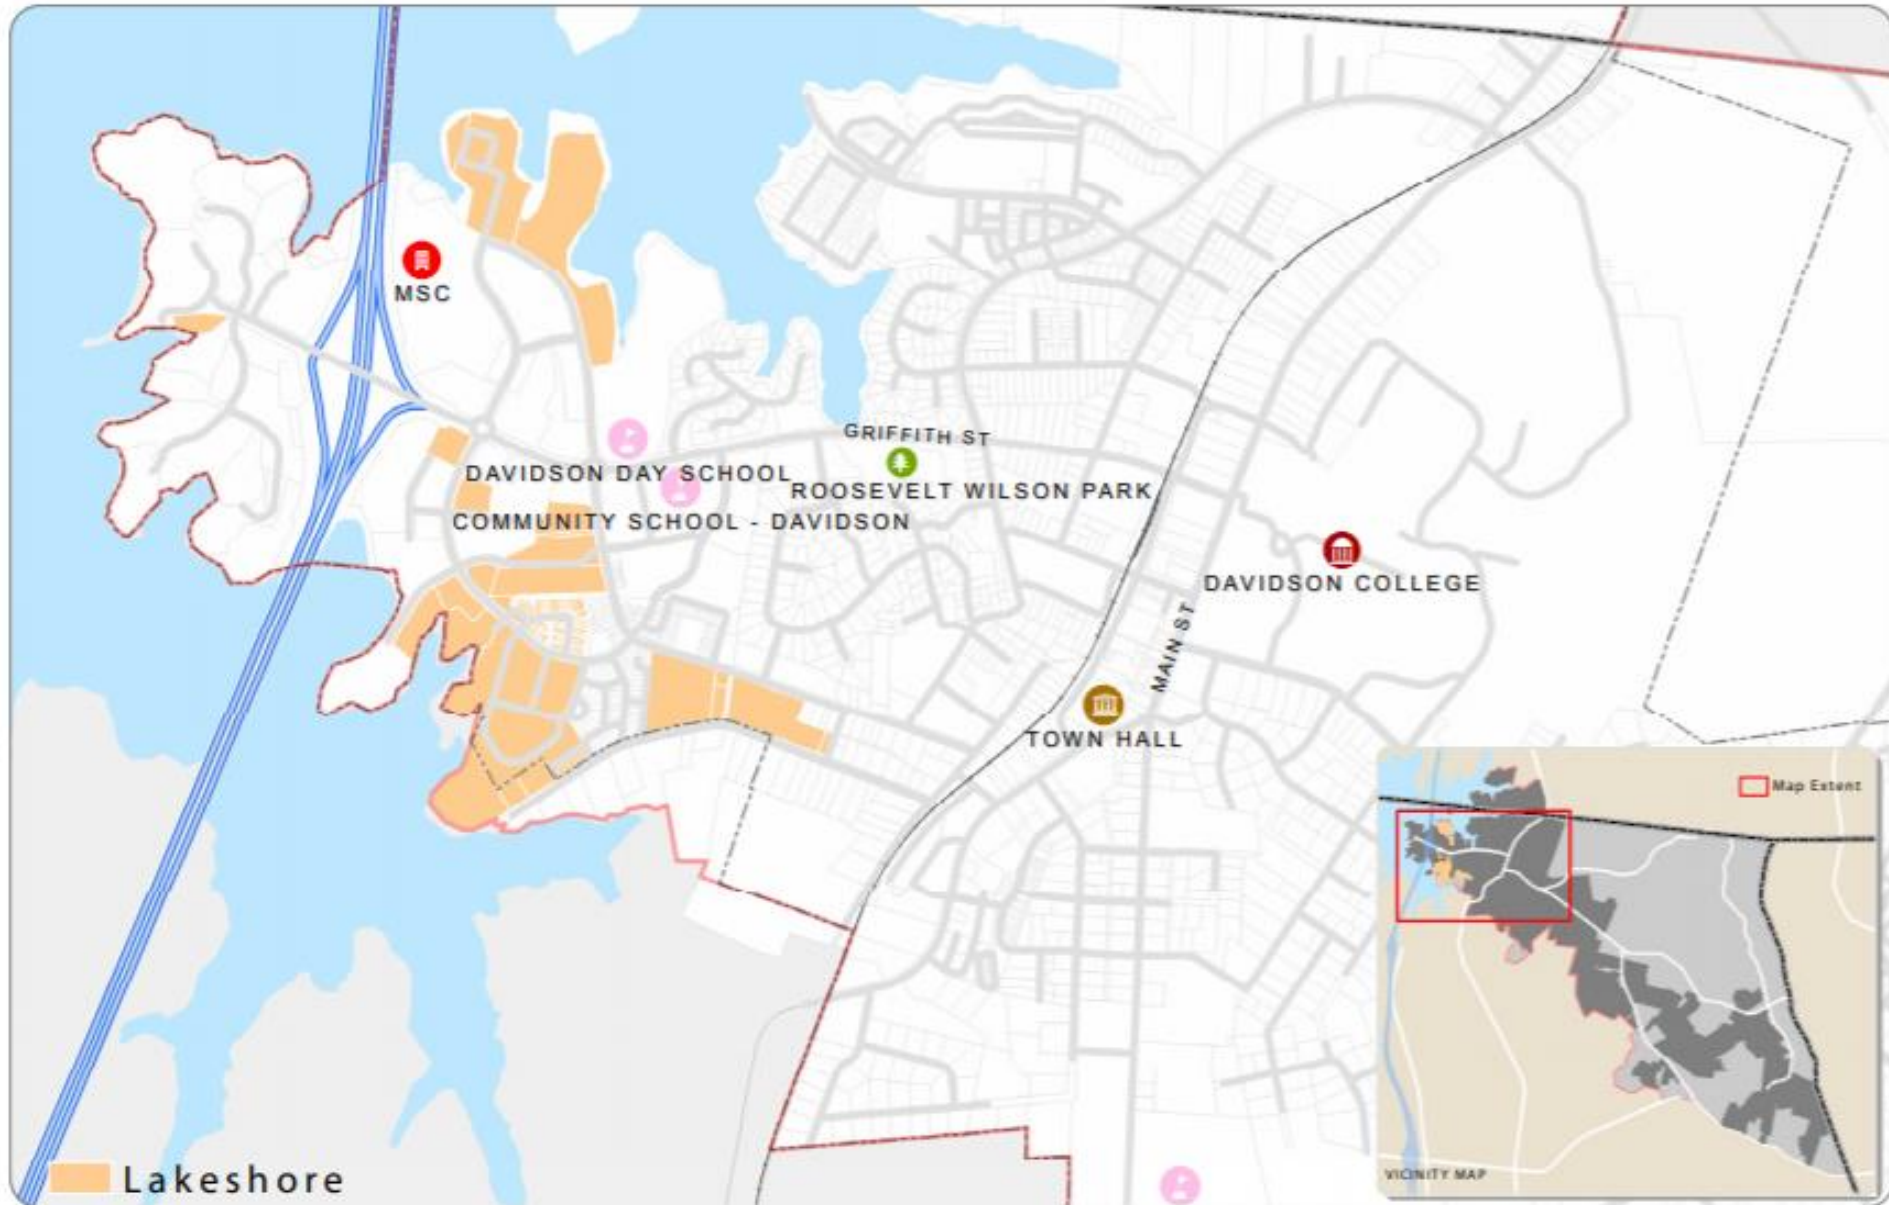 MSC
GRIFFITH ST
DAVIDSON DAY SCHOOL
ROOSEVELT WILSON PARK
COMMUNITY SCHOOL - DAVIDSON
DAVIDSON COLLEGE
MAIN ST
TOWN HALL
Map Extent
VICINITY MAP
Lakeshore